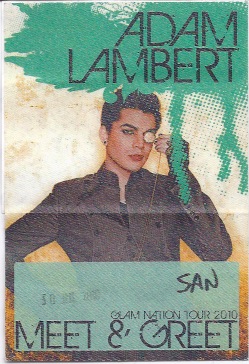 ADAM
LAMBERT
SAN
GLAM NATION TOUR 2010
MEET & GREET